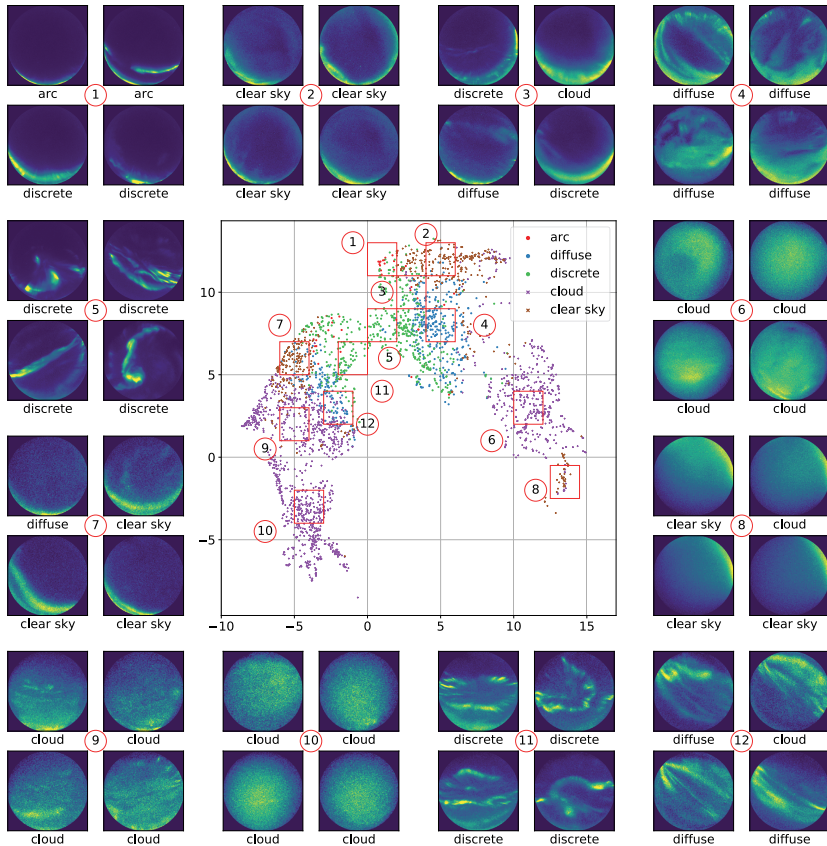 arc arc
1
discrete discrete
clear sky clear sky
2
clear sky clear sky
discrete cloud
3
diffuse discrete
diffuse diffuse
4
diffuse diffuse
discrete discrete
5
discrete discrete
diffuse clear sky
7
clear sky clear sky
arc
diffuse
discrete
cloud
clear sky
1
2
3
4
5
6
7
8
9
10
11
12
10
5
0
−5
−10 −5 0 5 10 15
cloud cloud
6
cloud cloud
clear sky cloud
8
clear sky clear sky
cloud cloud
9
cloud cloud
cloud cloud
10
cloud cloud
discrete discrete
11
discrete discrete
diffuse cloud
12
diffuse diffuse